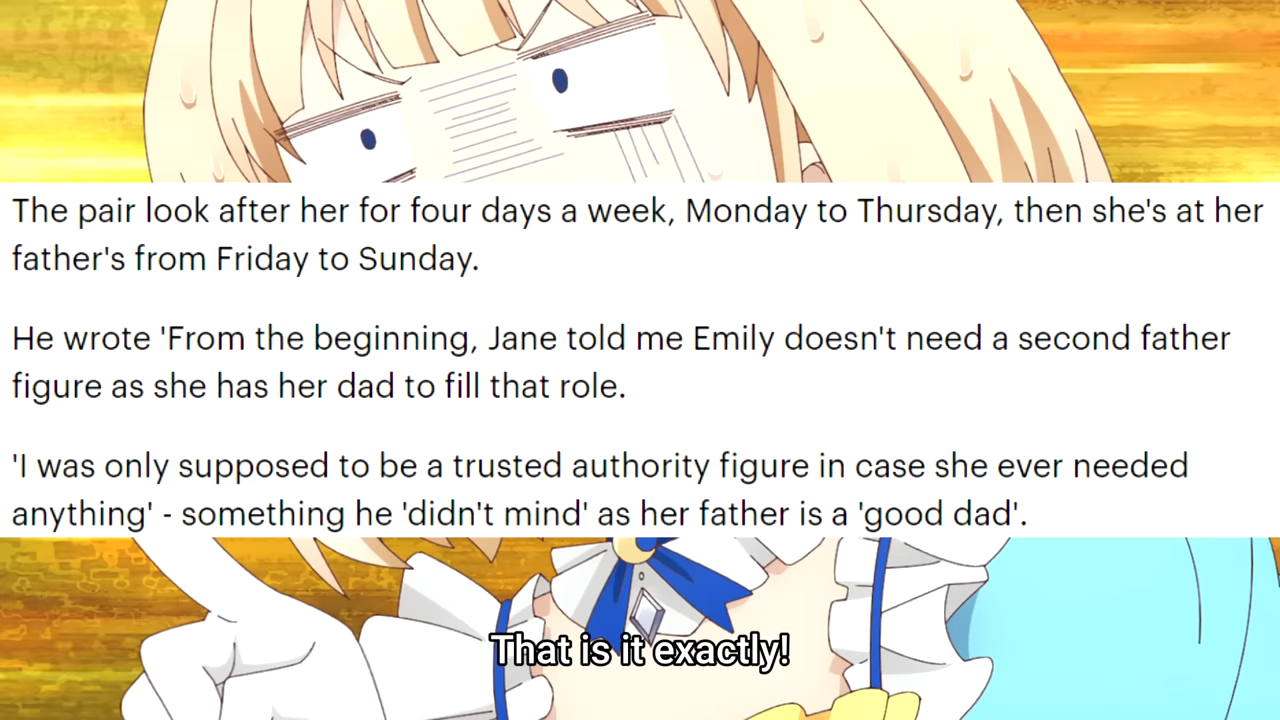 The pair look after her for four days a week, Monday to Thursday, then she's at her
father's from Friday to Sunday.
He wrote 'From the beginning, Jane told me Emily doesn't need a second father
figure as she has her dad to fill that role.
'I was only supposed to be a trusted authority figure in case she ever needed
anything' - something he 'didn't mind' as her father is a 'good dad'.
That is it exactly!